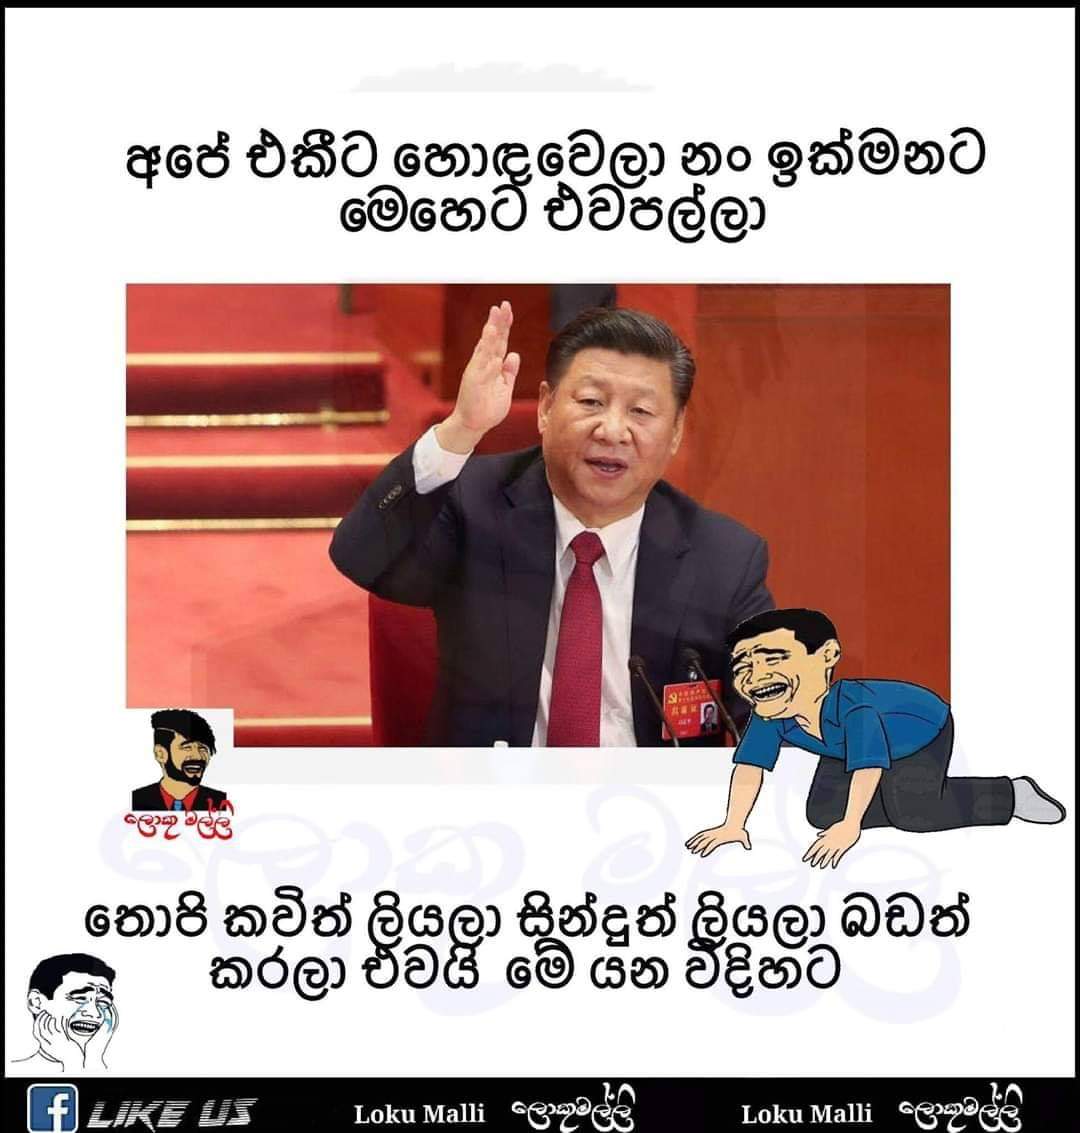 අපේ එකීට හොඳවෙලා නං ඉක්මනට
මෙහෙට එවපල්ලා
ලොකු මල්ලි
තොපි කවිත් ලියලා සින්දුත් ලියලා බඩත්
කරලා එවයි මේ යන විදිහට
f LIKE US Loku Malli ලොකුමල්ලි Loku Malli ලොකුමල්ලි